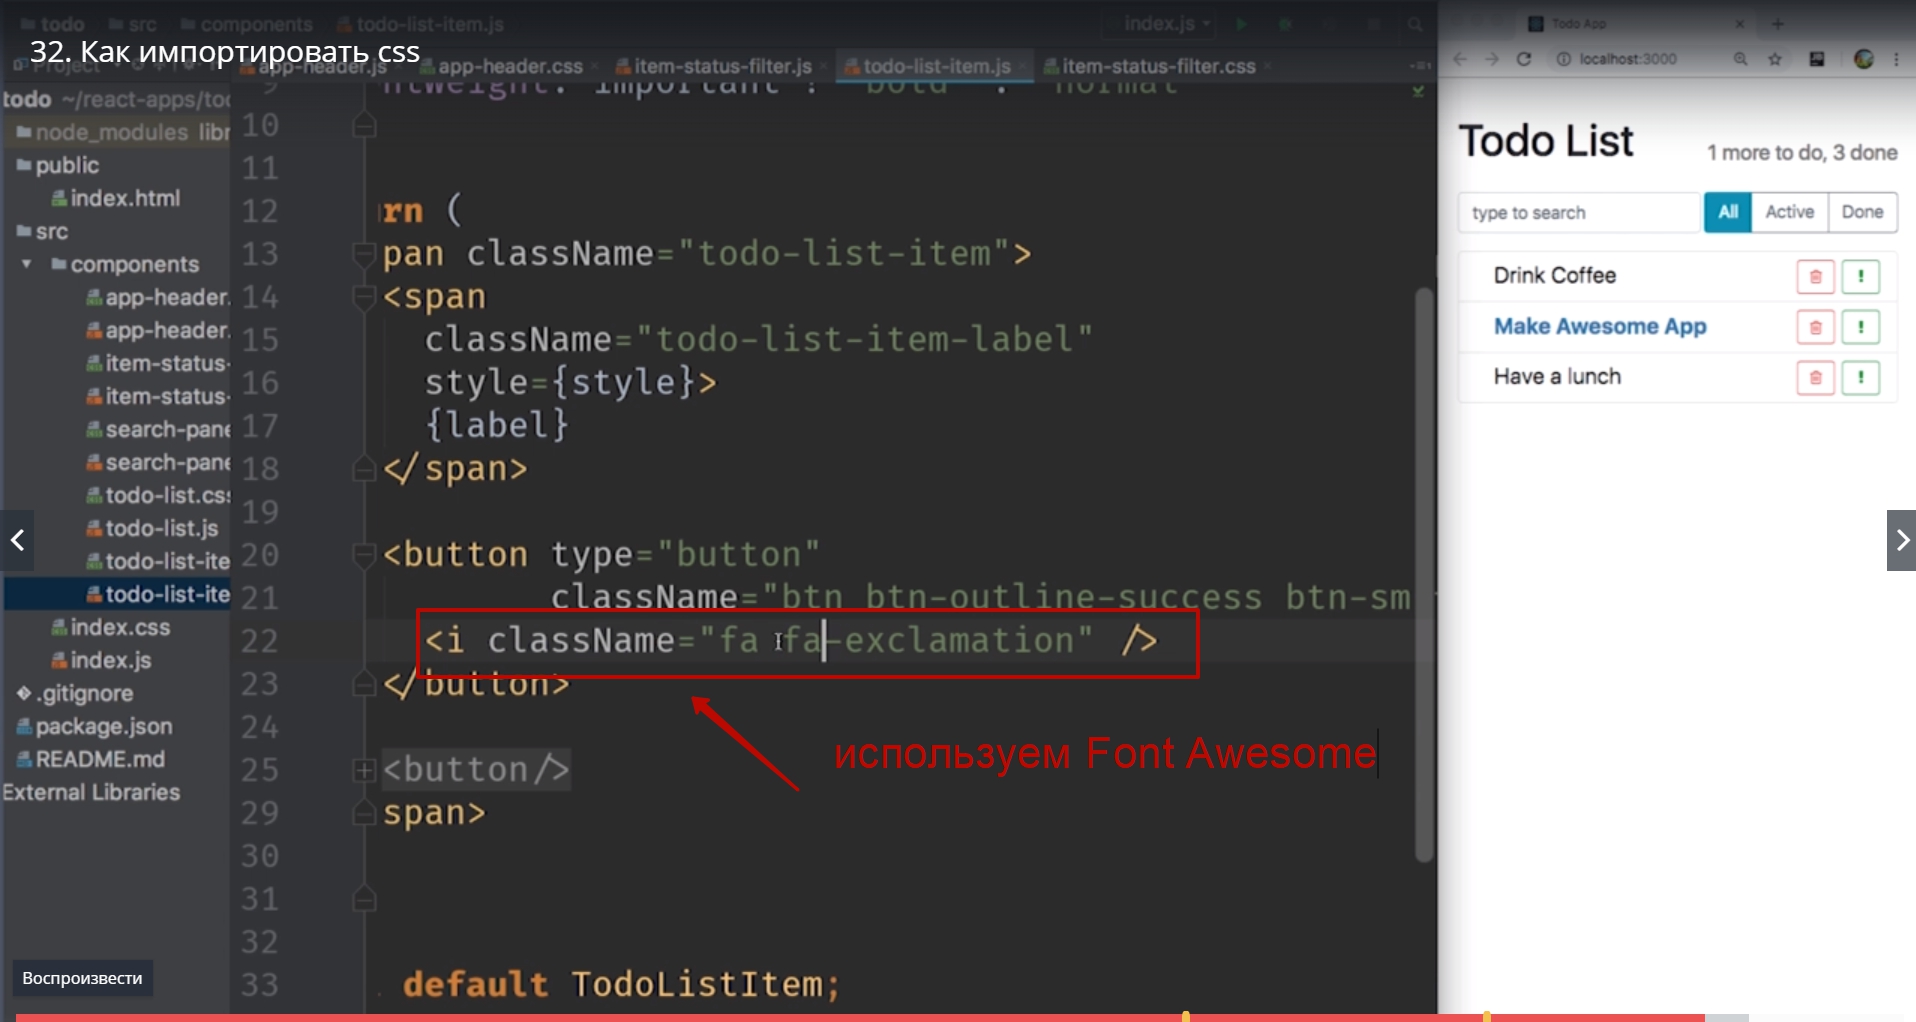 todo src components todo-list-item.js index.js Todo App
32. Как импортировать css
Project app-header.js app-header.css item-status-filter.js todo-list-item.js item-status-filter.css localhost:3000
todo ~/react-apps/too
9 ntWeight: important ? 'bold' : 'normal'
node_modules libr 10
public 11
index.html 12 rn (
src 13 pan className="todo-list-item">
components 14 <span
app-header. 15 className="todo-list-item-label"
app-header. 16 style={style}>
item-status- 17 {label}
item-status- 18 </span>
search-pane 19
search-pane 20 <button type="button"
todo-list.css 21 className="btn btn-outline-success btn-sm
todo-list.js 22 <i className="fa fa-exclamation" />
todo-list-ite 23 </button>
todo-list-ite 24
index.css 25 <button/>
index.js 29 span>
.gitignore 30
package.json 31
README.md 32
External Libraries 33 default TodoListItem;
используем Font Awesome
Воспроизвести
Todo List 1 more to do, 3 done
type to search All Active Done
Drink Coffee !
Make Awesome App !
Have a lunch !